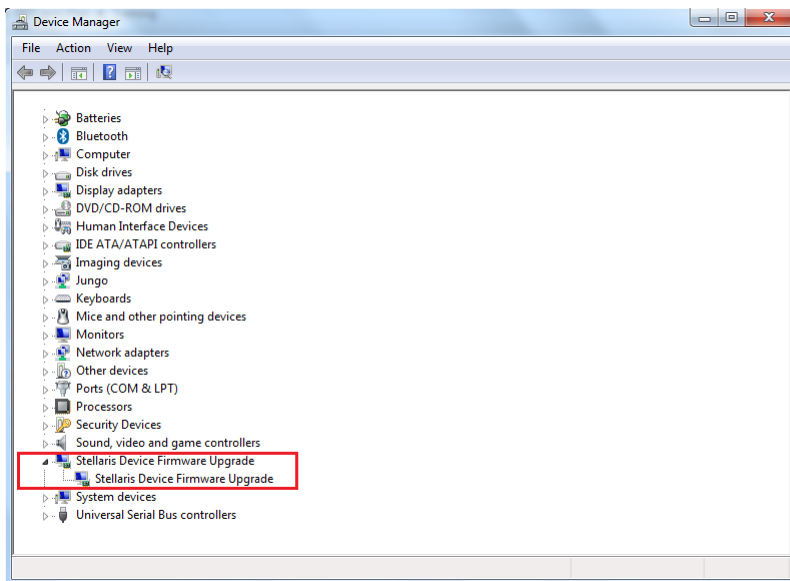 Device Manager
File Action View Help
Batteries
Bluetooth
Computer
Disk drives
Display adapters
DVD/CD-ROM drives
Human Interface Devices
IDE ATA/ATAPI controllers
Imaging devices
Jungo
Keyboards
Mice and other pointing devices
Monitors
Network adapters
Other devices
Ports (COM & LPT)
Processors
Security Devices
Sound, video and game controllers
Stellaris Device Firmware Upgrade
Stellaris Device Firmware Upgrade
System devices
Universal Serial Bus controllers